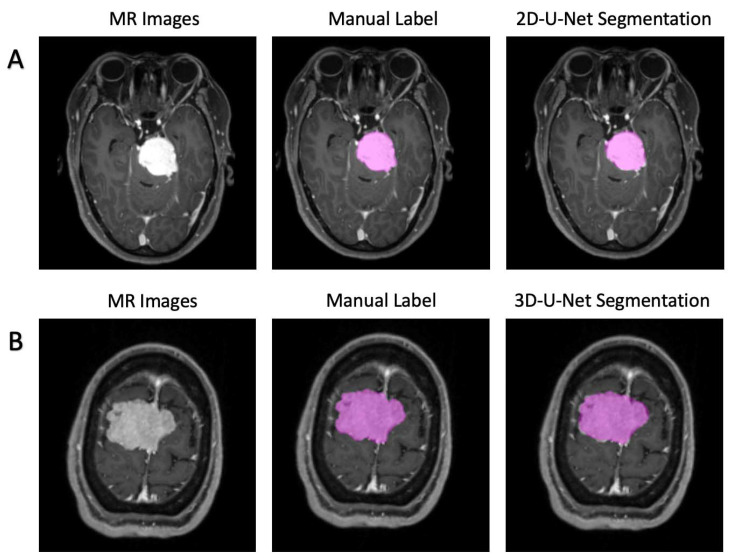 MR Images Manual Label 2D-U-Net Segmentation
A
MR Images Manual Label 3D-U-Net Segmentation
B